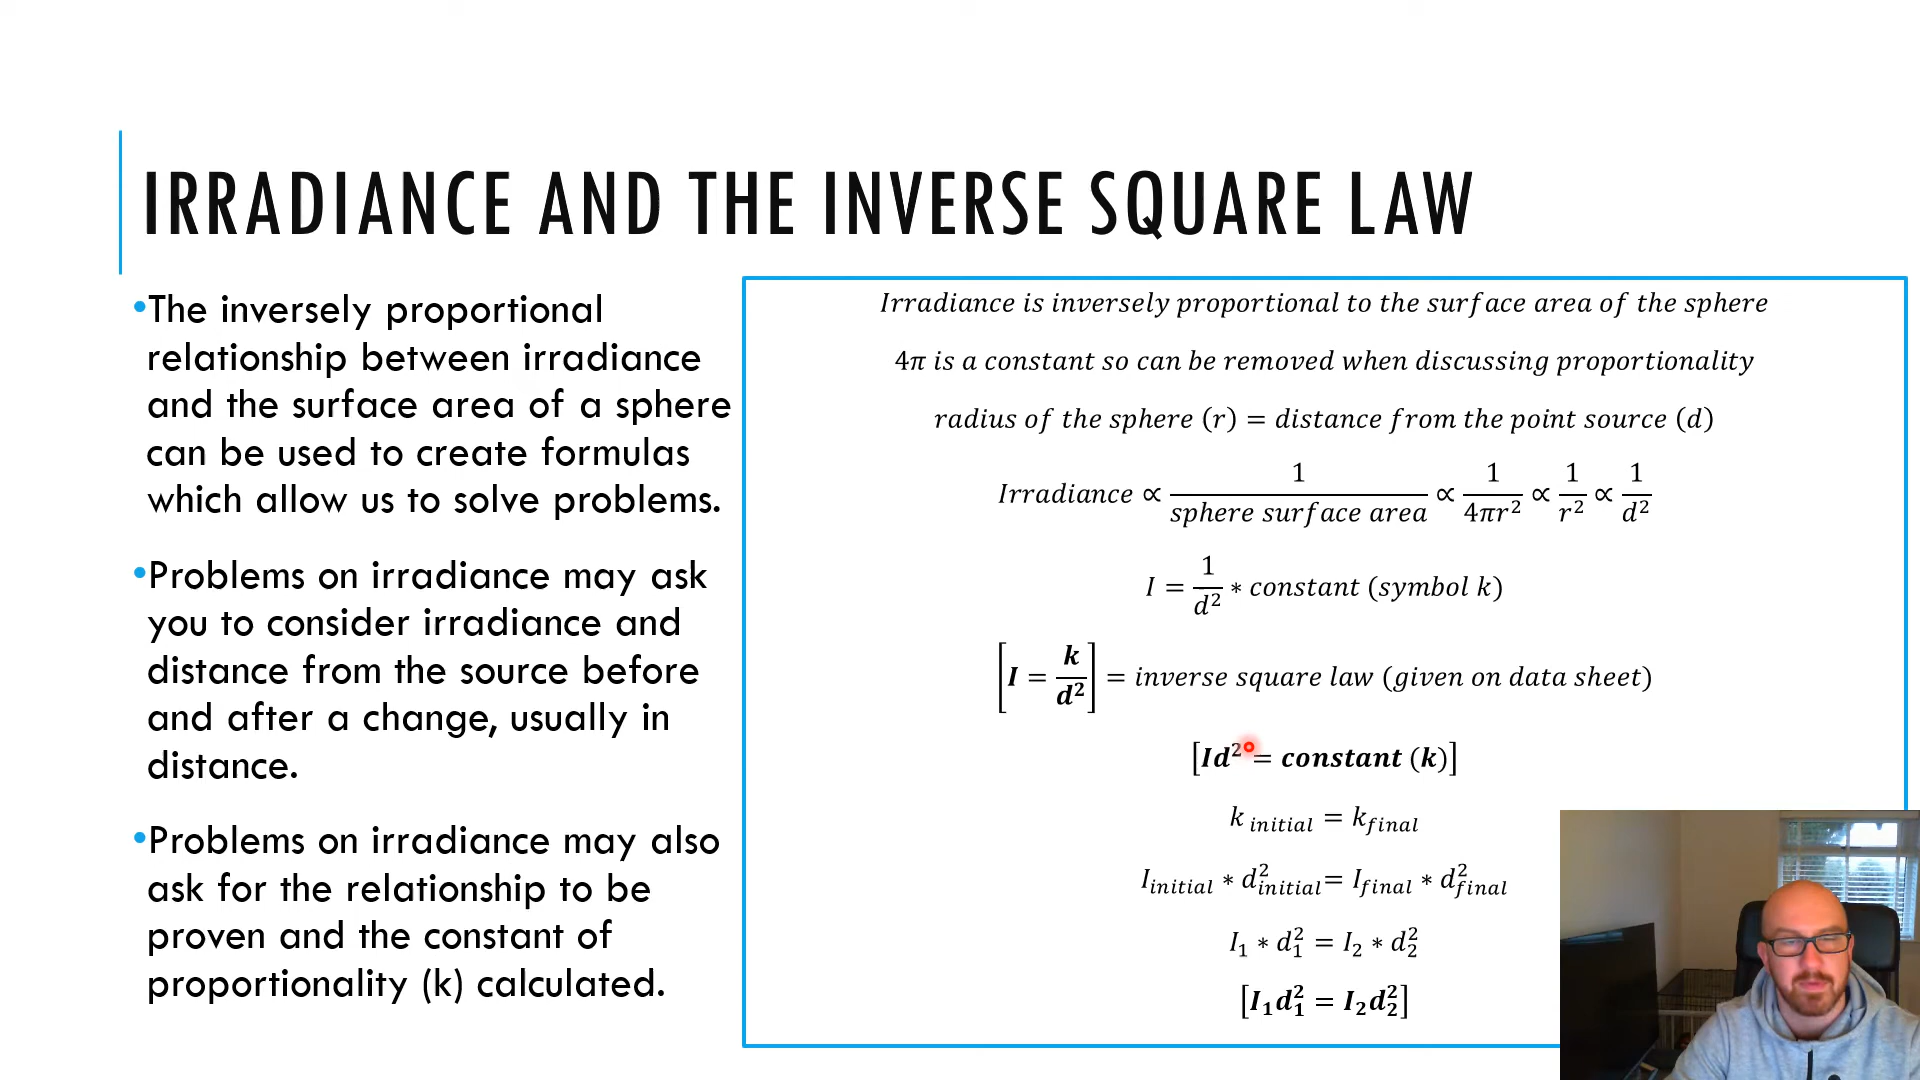 IRRADIANCE AND THE INVERSE SQUARE LAW
•The inversely proportional
relationship between irradiance
and the surface area of a sphere
can be used to create formulas
which allow us to solve problems.
•Problems on irradiance may ask
you to consider irradiance and
distance from the source before
and after a change, usually in
distance.
•Problems on irradiance may also
ask for the relationship to be
proven and the constant of
proportionality (k) calculated.
Irradiance is inversely proportional to the surface area of the sphere
4π is a constant so can be removed when discussing proportionality
radius of the sphere (r) = distance from the point source (d)
Irradiance ∝ 1/(sphere surface area) ∝ 1/(4πr²) ∝ 1/r² ∝ 1/d²
I = 1/d² * constant (symbol k)
[I = k/d²] = inverse square law (given on data sheet)
[Id² = constant (k)]
k_initial = k_final
I_initial * d²_initial = I_final * d²_final
I₁ * d₁² = I₂ * d₂²
[I₁d₁² = I₂d₂²]